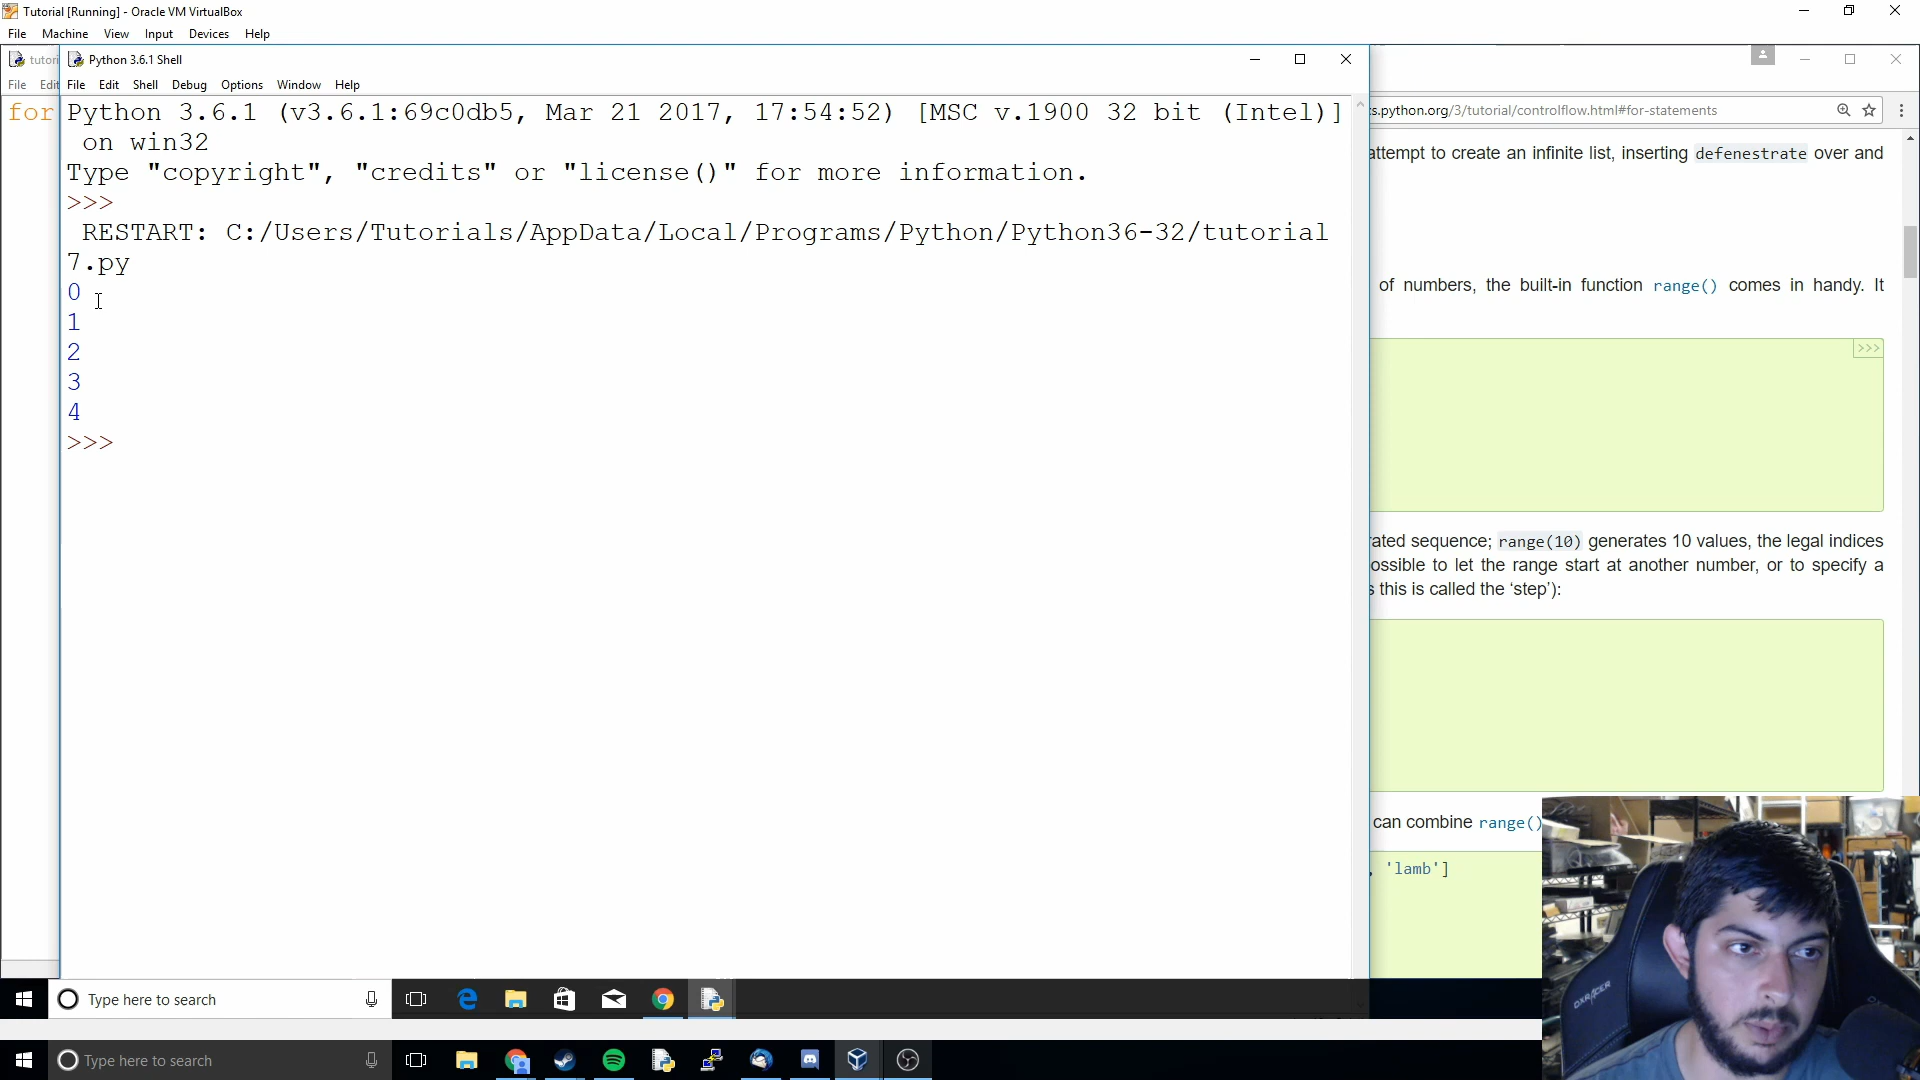 Tutorial [Running] - Oracle VM VirtualBox
File Machine View Input Devices Help
tutori
File Edit
for
Python 3.6.1 Shell
File Edit Shell Debug Options Window Help
Python 3.6.1 (v3.6.1:69c0db5, Mar 21 2017, 17:54:52) [MSC v.1900 32 bit (Intel)]
on win32
Type "copyright", "credits" or "license()" for more information.
>>>
RESTART: C:/Users/Tutorials/AppData/Local/Programs/Python/Python36-32/tutorial
7.py
0
1
2
3
4
>>>
s.python.org/3/tutorial/controlflow.html#for-statements
attempt to create an infinite list, inserting defenestrate over and
of numbers, the built-in function range() comes in handy. It
>>>
rated sequence; range(10) generates 10 values, the legal indices
ossible to let the range start at another number, or to specify a
s this is called the ‘step’):
can combine range()
, 'lamb']
DXRACER
Type here to search
Type here to search